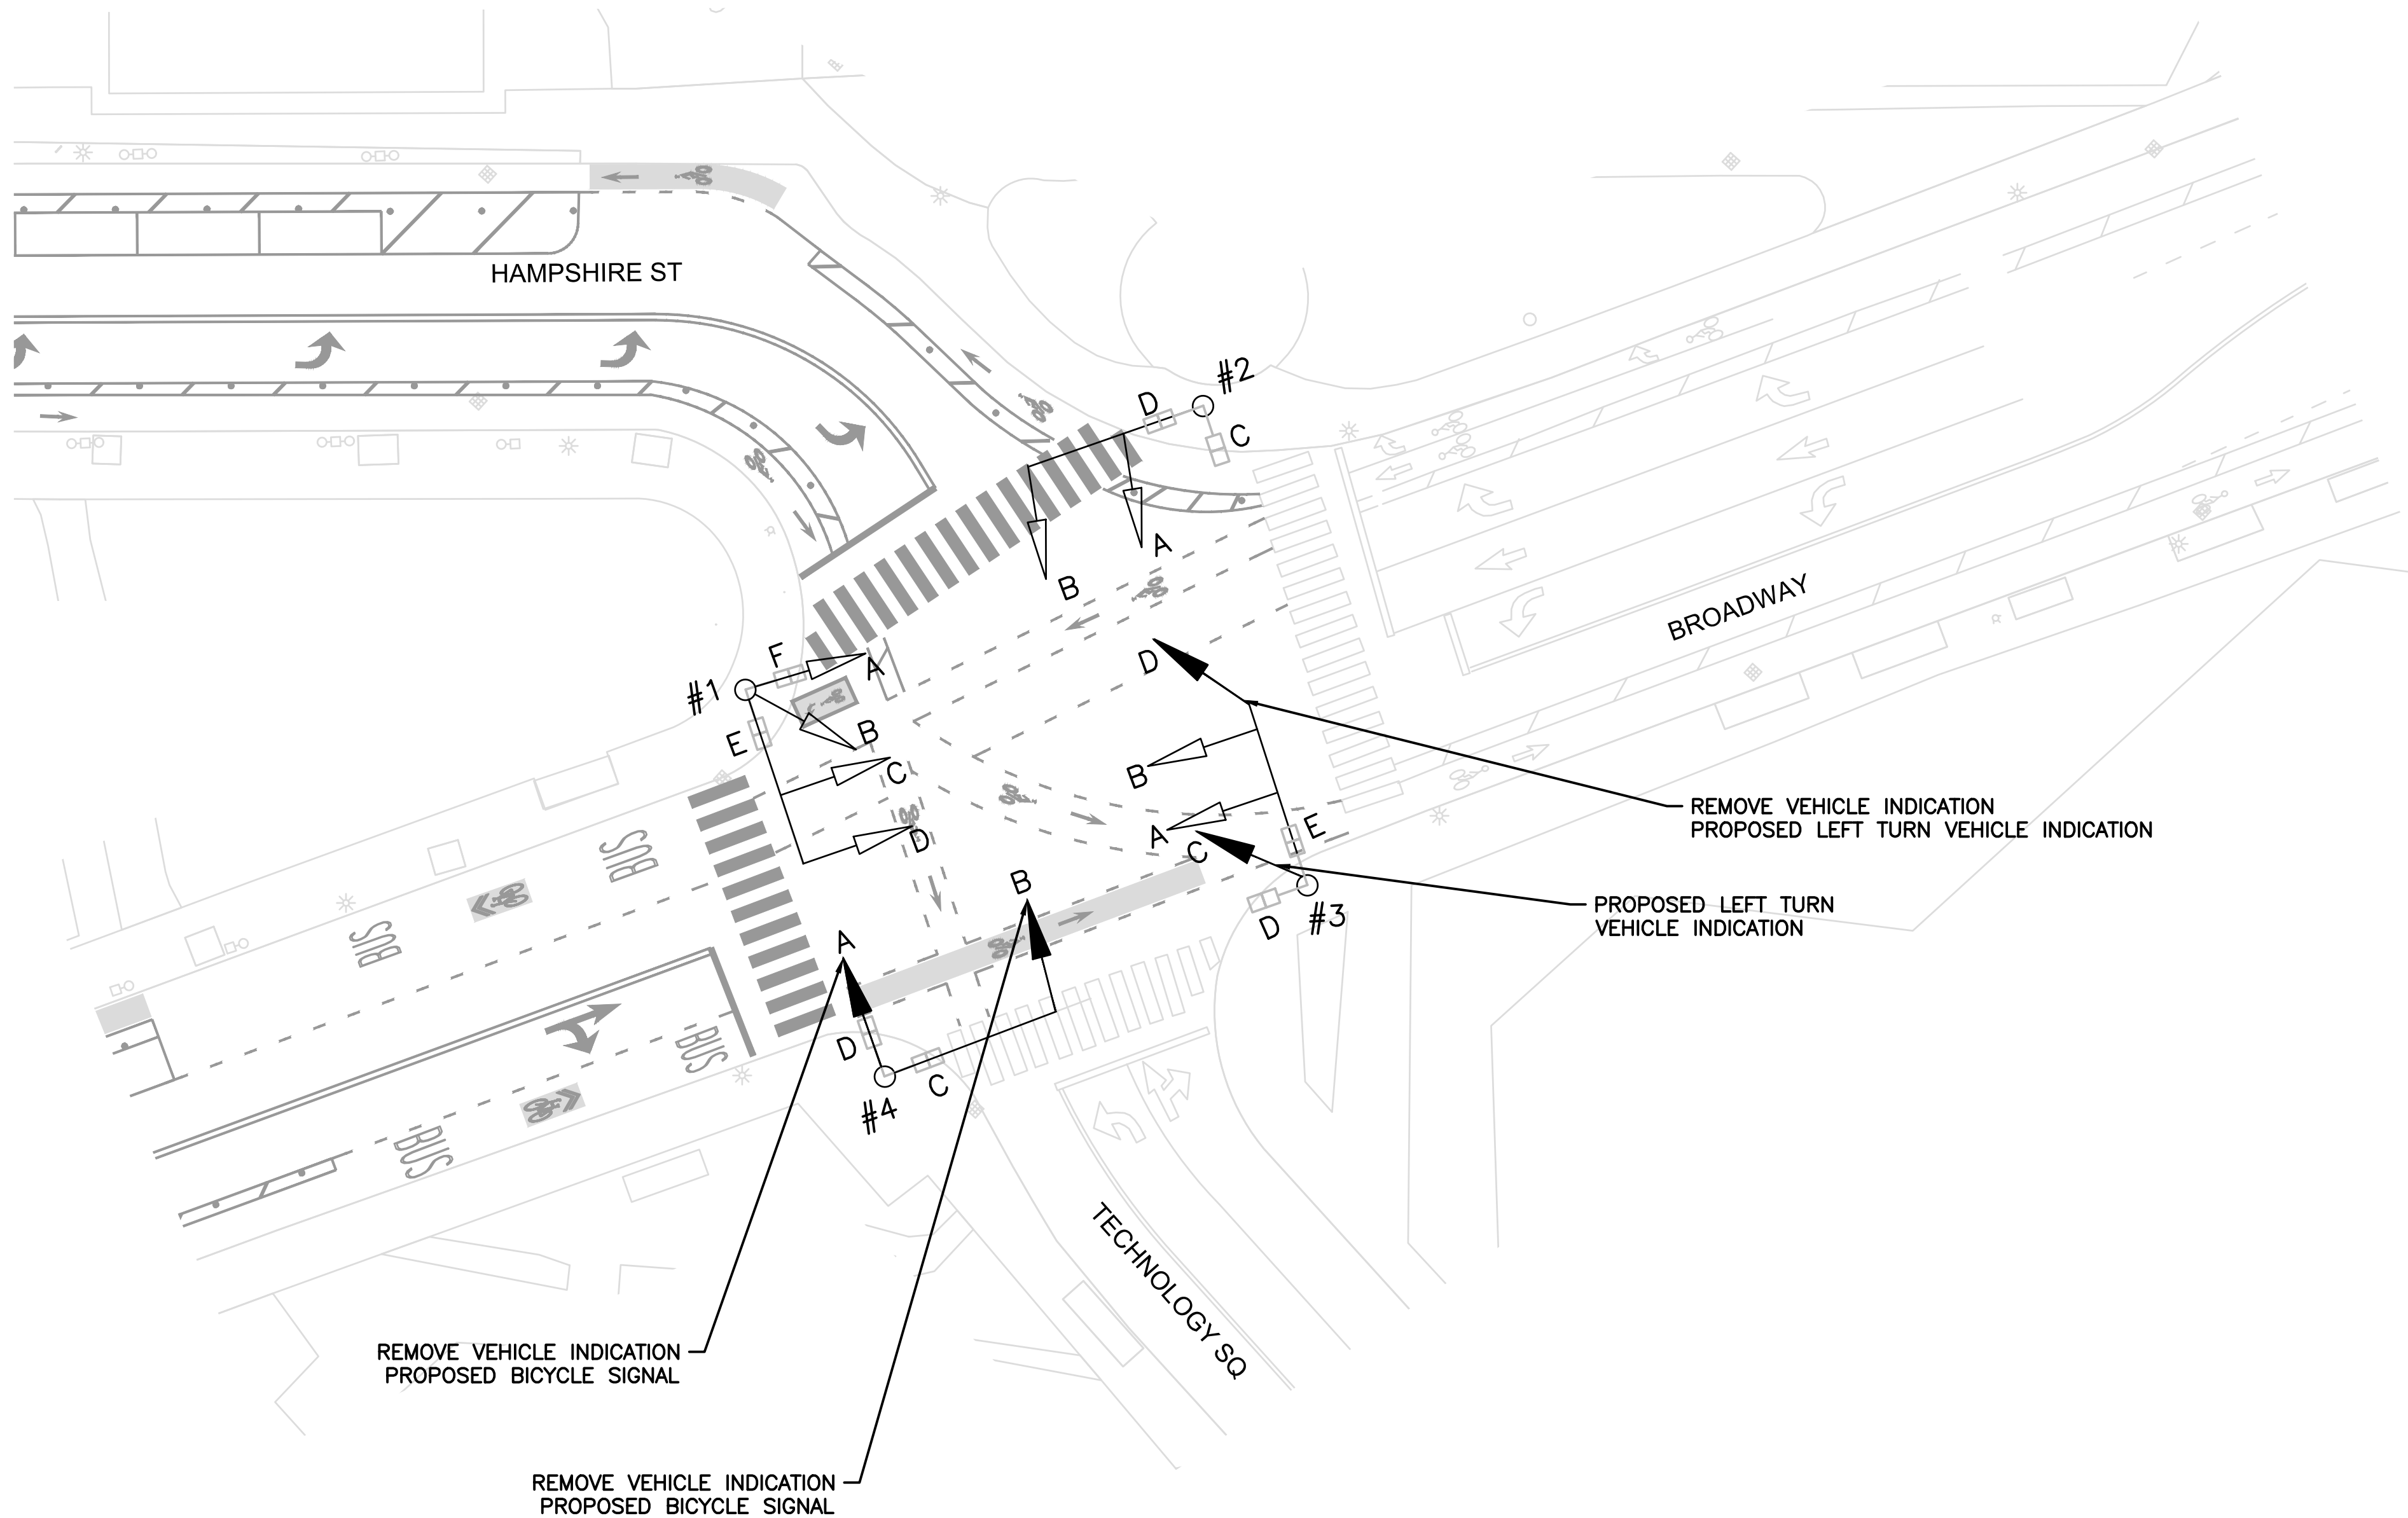 HAMPSHIRE ST
#2
D
C
A
B
BROADWAY
#1
F
A
E
B
C
D
D
B
A
C
E
D
#3
REMOVE VEHICLE INDICATION
PROPOSED LEFT TURN VEHICLE INDICATION
PROPOSED LEFT TURN
VEHICLE INDICATION
BUS
BUS
BUS
BUS
A
B
D
C
#4
TECHNOLOGY SQ
REMOVE VEHICLE INDICATION
PROPOSED BICYCLE SIGNAL
REMOVE VEHICLE INDICATION
PROPOSED BICYCLE SIGNAL